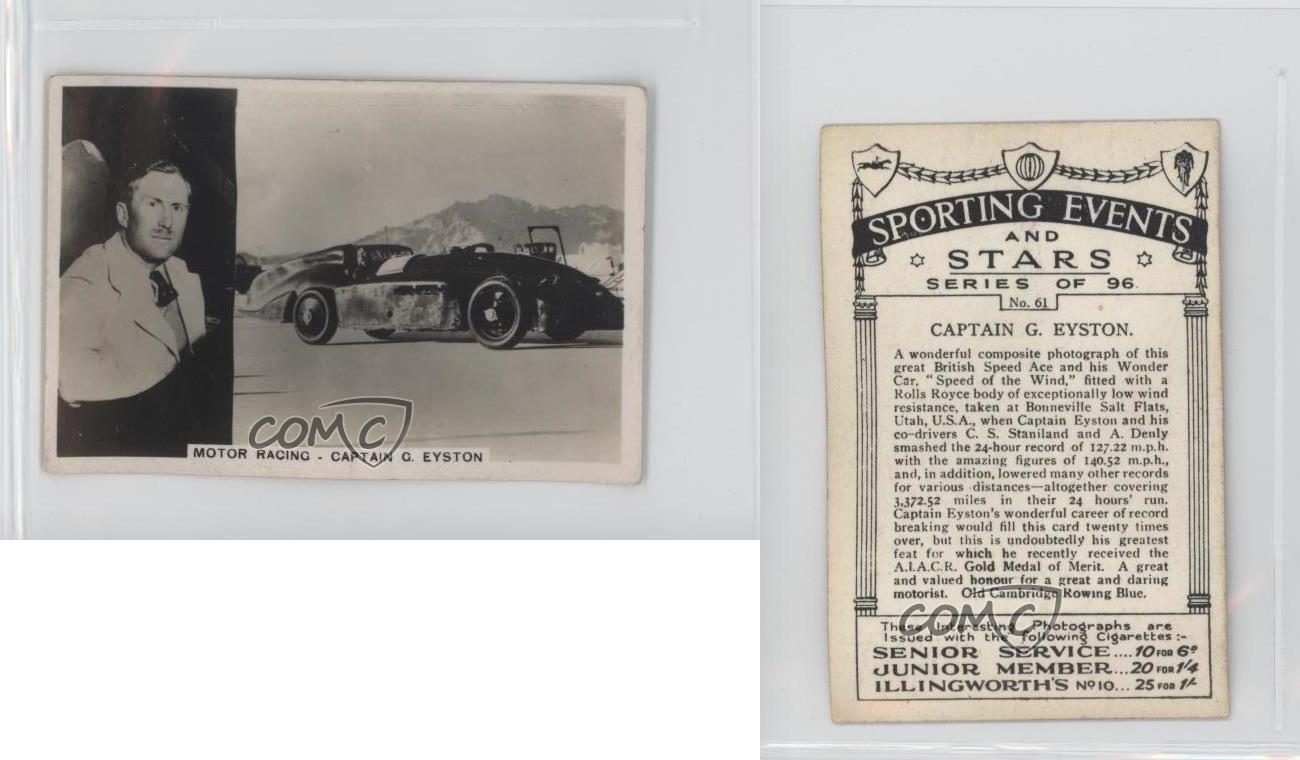 MOTOR RACING - CAPTAIN G. EYSTON
COMC
SPORTING EVENTS
AND
STARS
SERIES OF 96.
No. 61
CAPTAIN G. EYSTON.
A wonderful composite photograph of this
great British Speed Ace and his Wonder
Car, "Speed of the Wind," fitted with a
Rolls Royce body of exceptionally low wind
resistance, taken at Bonneville Salt Flats,
Utah, U.S.A., when Captain Eyston and his
co-drivers C. S. Staniland and A. Denly
smashed the 24-hour record of 127.22 m.p.h.
with the amazing figures of 140.52 m.p.h.,
and, in addition, lowered many other records
for various distances—altogether covering
3,372.52 miles in their 24 hours' run.
Captain Eyston's wonderful career of record
breaking would fill this card twenty times
over, but this is undoubtedly his greatest
feat for which he recently received the
A.I.A.C.R. Gold Medal of Merit. A great
and valued honour for a great and daring
motorist. Old Cambridge Rowing Blue.
COMC
These Interesting Photographs are
Issued with the following Cigarettes:-
SENIOR SERVICE....10 FOR 6D
JUNIOR MEMBER...20 FOR 1/4
ILLINGWORTH'S No 10... 25 FOR 1/-